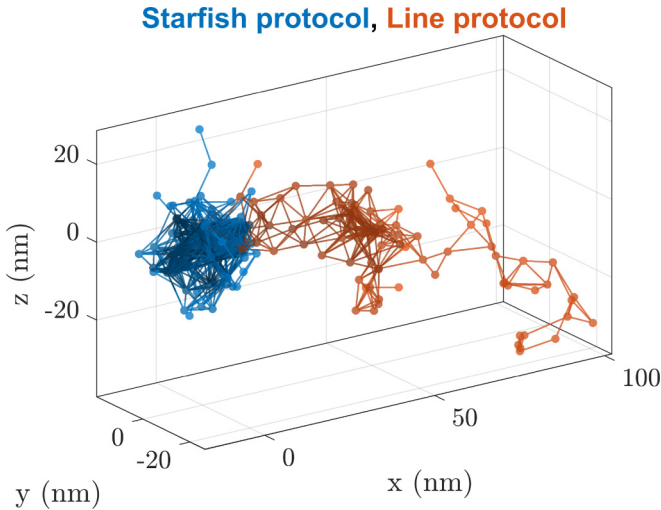 Starfish protocol, Line protocol
20
0
-20
z (nm)
0
-20
y (nm)
0
50
100
x (nm)